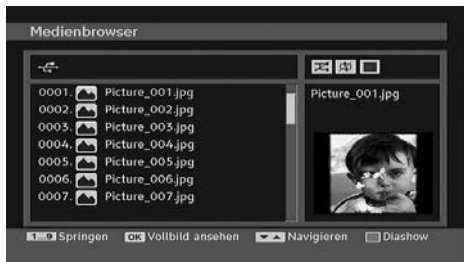 Medienbrowser
0001. Picture_001.jpg
0002. Picture_002.jpg
0003. Picture_003.jpg
0004. Picture_004.jpg
0005. Picture_005.jpg
0006. Picture_006.jpg
0007. Picture_007.jpg
Picture_001.jpg
1...9 Springen OK Vollbild ansehen Navigieren Diashow